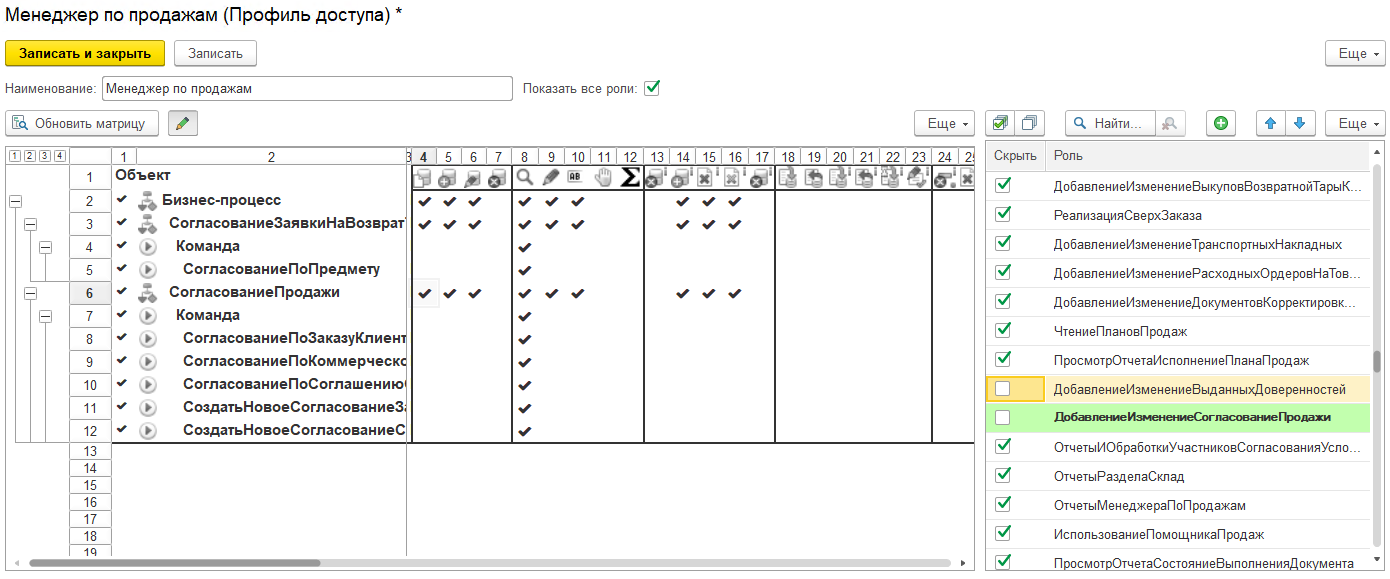 Менеджер по продажам (Профиль доступа) *
Записать и закрыть
Записать
Еще
Наименование:
Менеджер по продажам
Показать все роли:
Обновить матрицу
Еще
Найти...
Еще
1 2 3 4
1 2 3 4 5 6 7 8 9 10 11 12 13 14 15 16 17 18 19 20 21 22 23 24 25
1 Объект
2 Бизнес-процесс
3 СогласованиеЗаявкиНаВозврат
4 Команда
5 СогласованиеПоПредмету
6 СогласованиеПродажи
7 Команда
8 СогласованиеПоЗаказуКлиент
9 СогласованиеПоКоммерческо
10 СогласованиеПоСоглашению
11 СоздатьНовоеСогласованиеЗа
12 СоздатьНовоеСогласованиеС
13
14
15
16
17
18
19
Скрыть Роль
ДобавлениеИзменениеВыкуповВозвратнойТарыК...
РеализацияСверхЗаказа
ДобавлениеИзменениеТранспортныхНакладных
ДобавлениеИзменениеРасходныхОрдеровНаТов...
ДобавлениеИзменениеДокументовКорректировк...
ЧтениеПлановПродаж
ПросмотрОтчетаИсполнениеПланаПродаж
ДобавлениеИзменениеВыданныхДоверенностей
ДобавлениеИзменениеСогласованиеПродажи
ОтчетыИОбработкиУчастниковСогласованияУсло...
ОтчетыРазделаСклад
ОтчетыМенеджераПоПродажам
ИспользованиеПомощникаПродаж
ПросмотрОтчетаСостояниеВыполненияДокумента